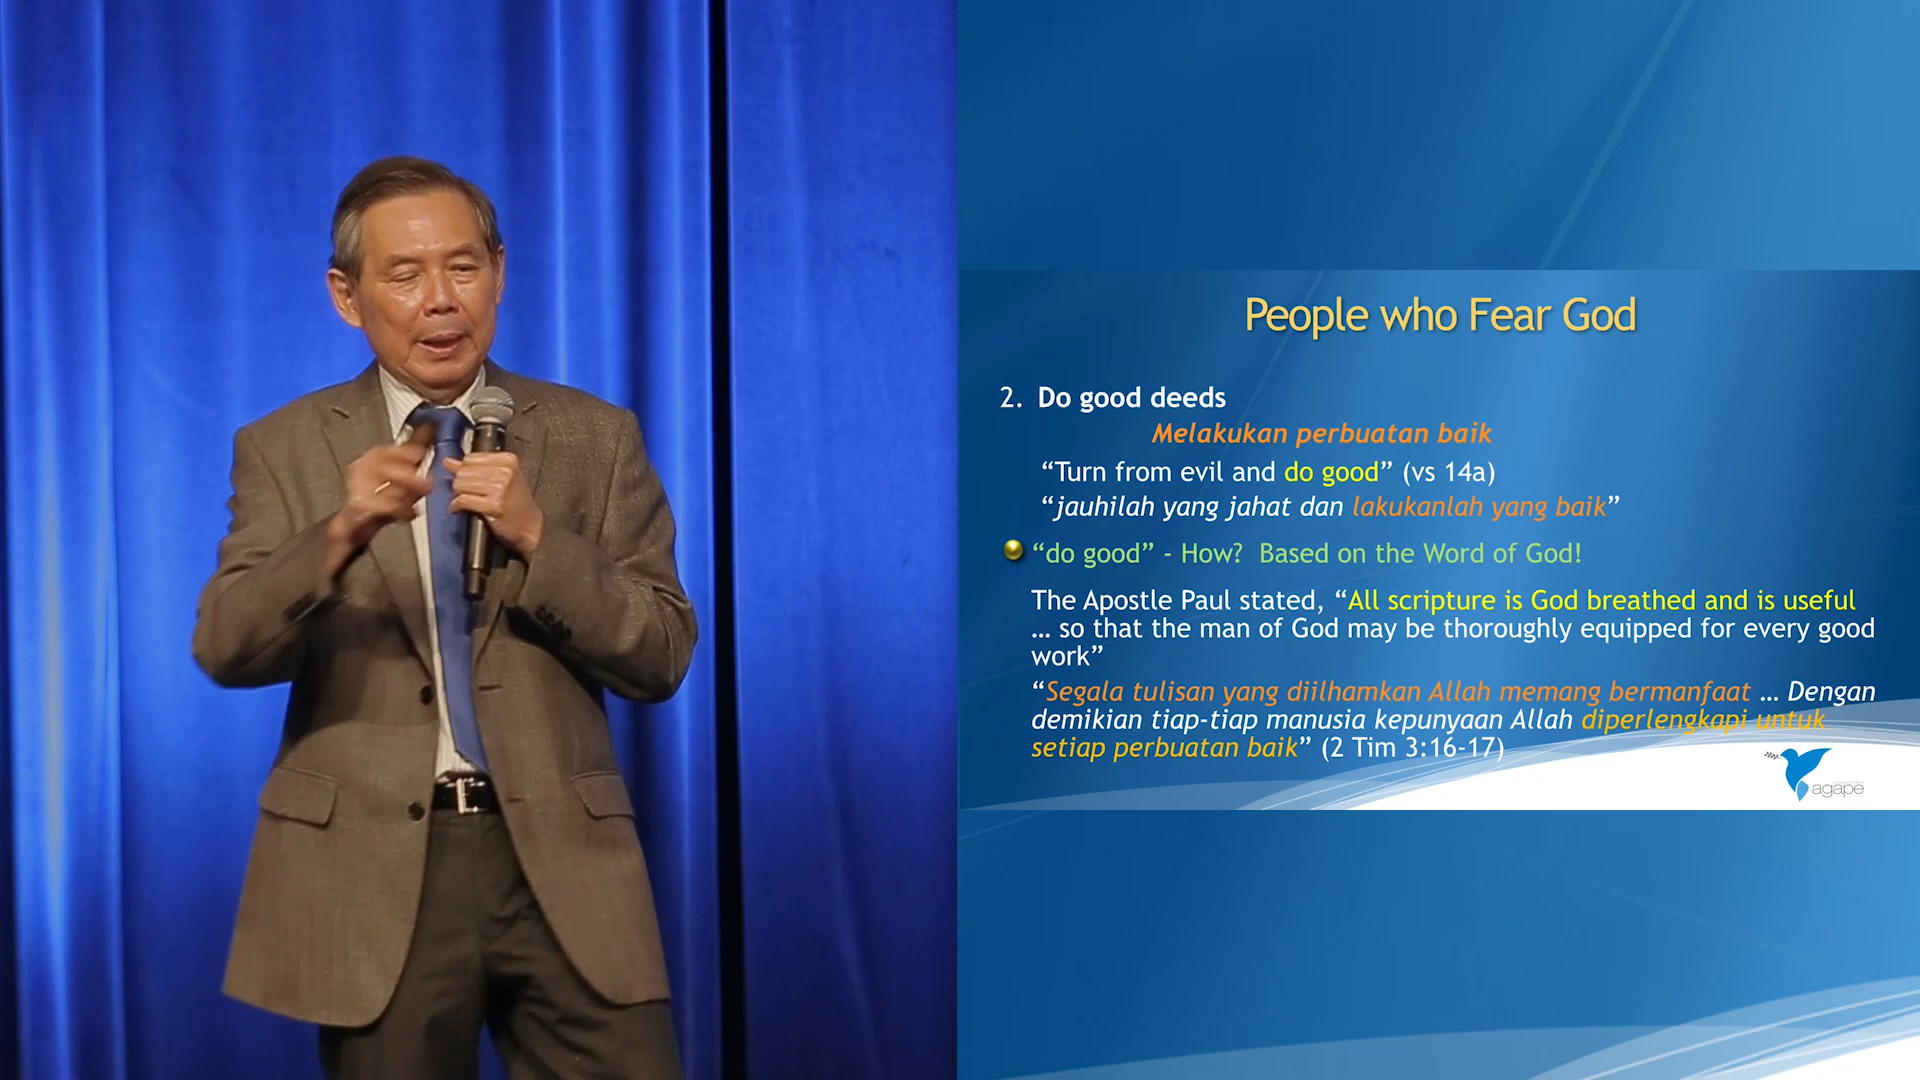 People who Fear God
2. Do good deeds
Melakukan perbuatan baik
“Turn from evil and do good” (vs 14a)
“jauhilah yang jahat dan lakukanlah yang baik”
“do good” - How? Based on the Word of God!
The Apostle Paul stated, “All scripture is God breathed and is useful
… so that the man of God may be thoroughly equipped for every good
work”
“Segala tulisan yang diilhamkan Allah memang bermanfaat … Dengan
demikian tiap-tiap manusia kepunyaan Allah diperlengkapi untuk
setiap perbuatan baik” (2 Tim 3:16-17)
agape